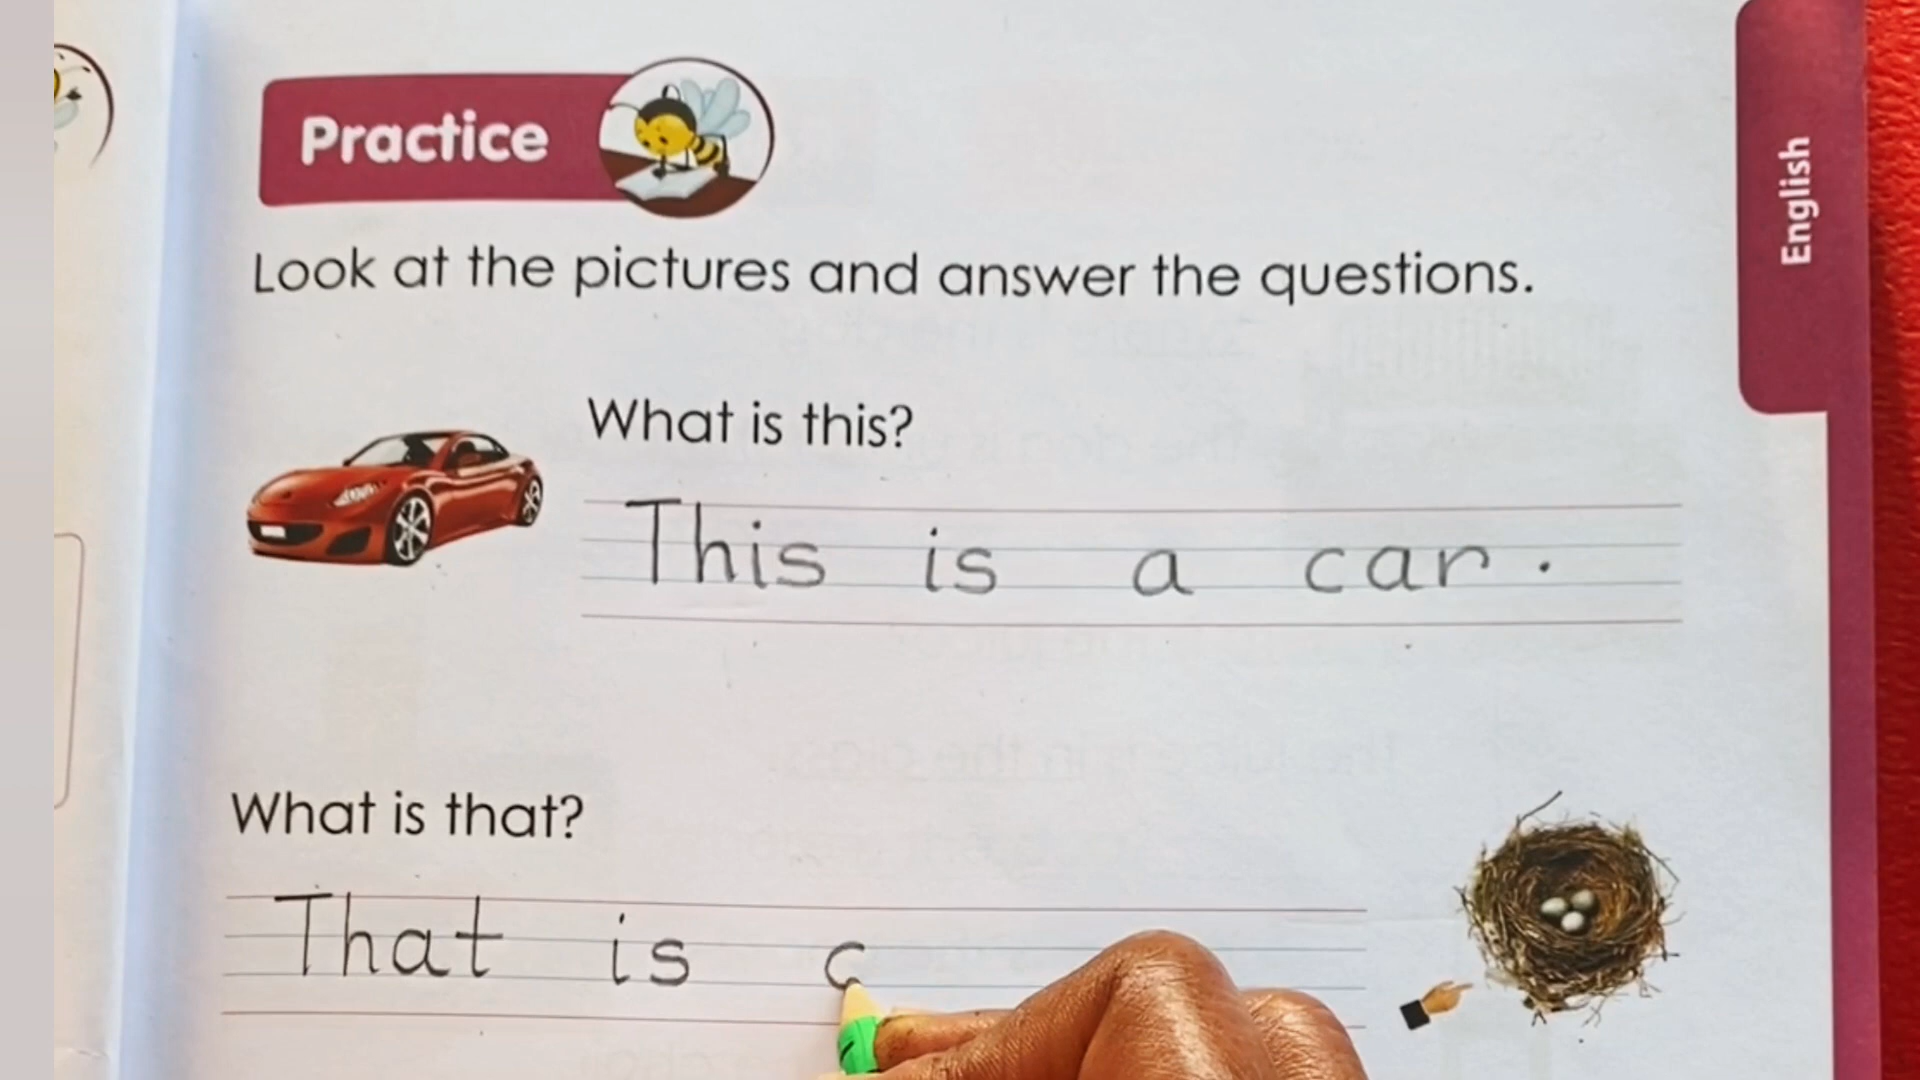 Practice
English
Look at the pictures and answer the questions.
What is this?
This is a car.
What is that?
That is